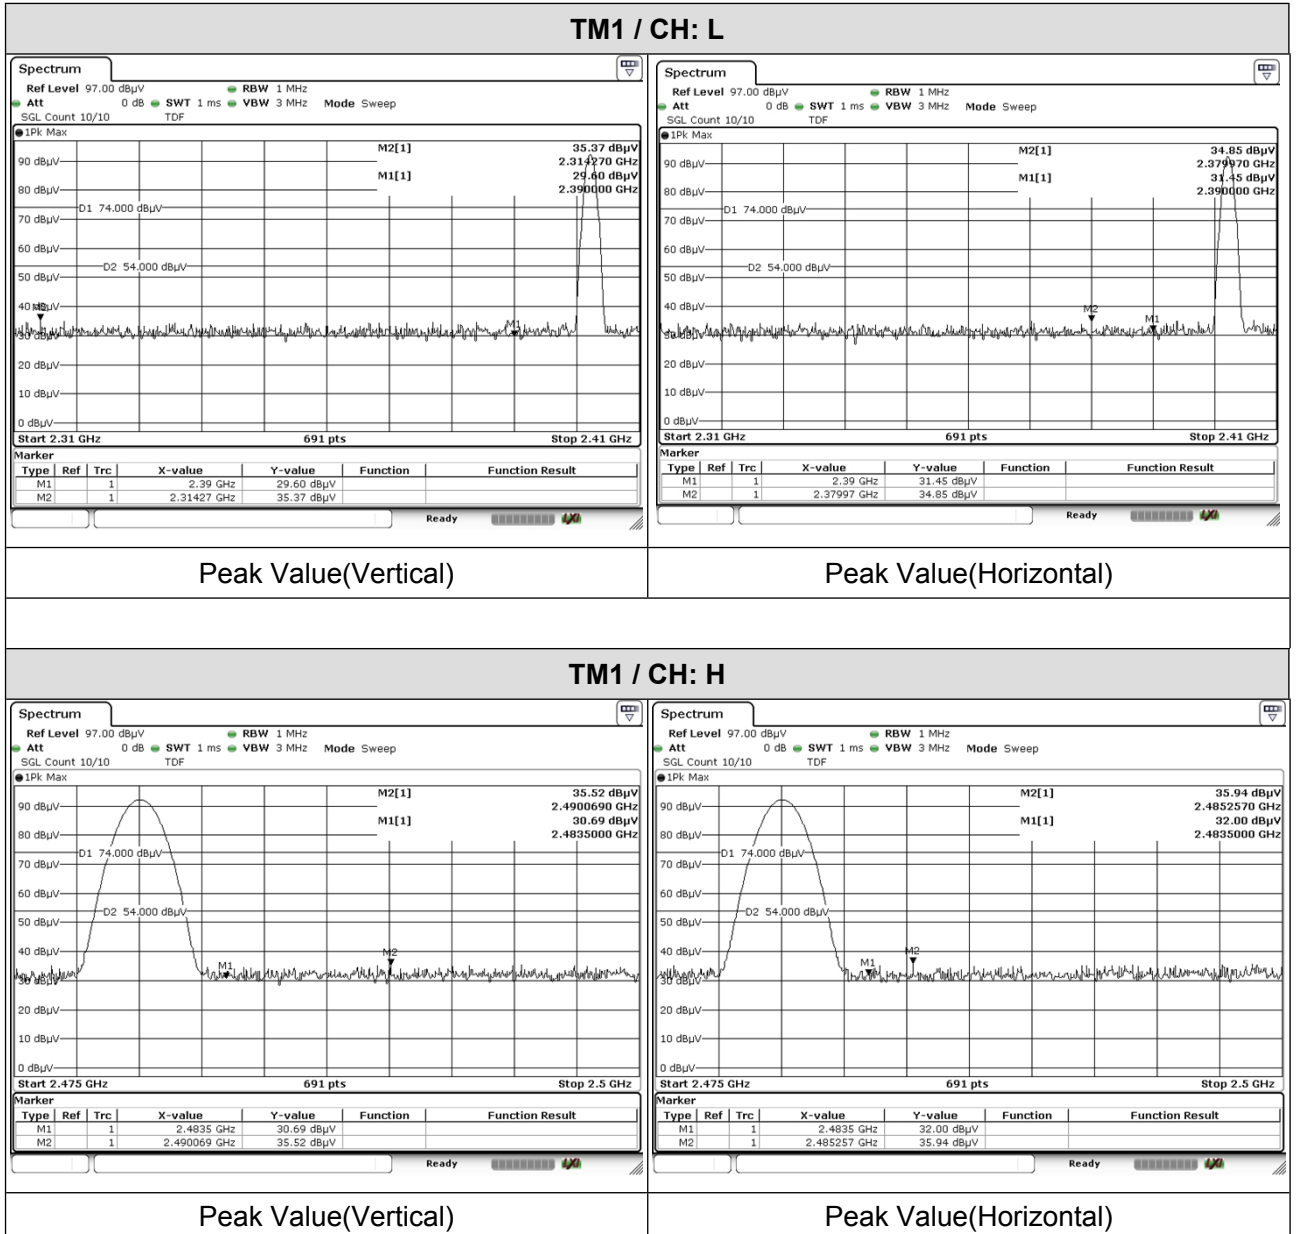 TM1 / CH: L
Spectrum
Ref Level 97.00 dBµV RBW 1 MHz
Att 0 dB SWT 1 ms VBW 3 MHz Mode Sweep
SGL Count 10/10 TDF
1Pk Max
M2[1] 35.37 dBµV
2.314270 GHz
M1[1] 29.60 dBµV
2.390000 GHz
90 dBµV
80 dBµV
D1 74.000 dBµV
70 dBµV
60 dBµV
D2 54.000 dBµV
50 dBµV
40 dBµV
M2
M1
30 dBµV
20 dBµV
10 dBµV
0 dBµV
Start 2.31 GHz 691 pts Stop 2.41 GHz
Marker
Type Ref Trc X-value Y-value Function Function Result
M1 1 2.39 GHz 29.60 dBµV
M2 1 2.31427 GHz 35.37 dBµV
Ready LXI
Peak Value(Vertical)
Spectrum
Ref Level 97.00 dBµV RBW 1 MHz
Att 0 dB SWT 1 ms VBW 3 MHz Mode Sweep
SGL Count 10/10 TDF
1Pk Max
M2[1] 34.85 dBµV
2.379970 GHz
M1[1] 31.45 dBµV
2.390000 GHz
90 dBµV
80 dBµV
D1 74.000 dBµV
70 dBµV
60 dBµV
D2 54.000 dBµV
50 dBµV
40 dBµV
M2
M1
30 dBµV
20 dBµV
10 dBµV
0 dBµV
Start 2.31 GHz 691 pts Stop 2.41 GHz
Marker
Type Ref Trc X-value Y-value Function Function Result
M1 1 2.39 GHz 31.45 dBµV
M2 1 2.37997 GHz 34.85 dBµV
Ready LXI
Peak Value(Horizontal)
TM1 / CH: H
Spectrum
Ref Level 97.00 dBµV RBW 1 MHz
Att 0 dB SWT 1 ms VBW 3 MHz Mode Sweep
SGL Count 10/10 TDF
1Pk Max
M2[1] 35.52 dBµV
2.4900690 GHz
M1[1] 30.69 dBµV
2.4835000 GHz
90 dBµV
80 dBµV
D1 74.000 dBµV
70 dBµV
60 dBµV
D2 54.000 dBµV
50 dBµV
40 dBµV
M2
M1
30 dBµV
20 dBµV
10 dBµV
0 dBµV
Start 2.475 GHz 691 pts Stop 2.5 GHz
Marker
Type Ref Trc X-value Y-value Function Function Result
M1 1 2.4835 GHz 30.69 dBµV
M2 1 2.490069 GHz 35.52 dBµV
Ready LXI
Peak Value(Vertical)
Spectrum
Ref Level 97.00 dBµV RBW 1 MHz
Att 0 dB SWT 1 ms VBW 3 MHz Mode Sweep
SGL Count 10/10 TDF
1Pk Max
M2[1] 35.94 dBµV
2.4852570 GHz
M1[1] 32.00 dBµV
2.4835000 GHz
90 dBµV
80 dBµV
D1 74.000 dBµV
70 dBµV
60 dBµV
D2 54.000 dBµV
50 dBµV
40 dBµV
M2
M1
30 dBµV
20 dBµV
10 dBµV
0 dBµV
Start 2.475 GHz 691 pts Stop 2.5 GHz
Marker
Type Ref Trc X-value Y-value Function Function Result
M1 1 2.4835 GHz 32.00 dBµV
M2 1 2.485257 GHz 35.94 dBµV
Ready LXI
Peak Value(Horizontal)